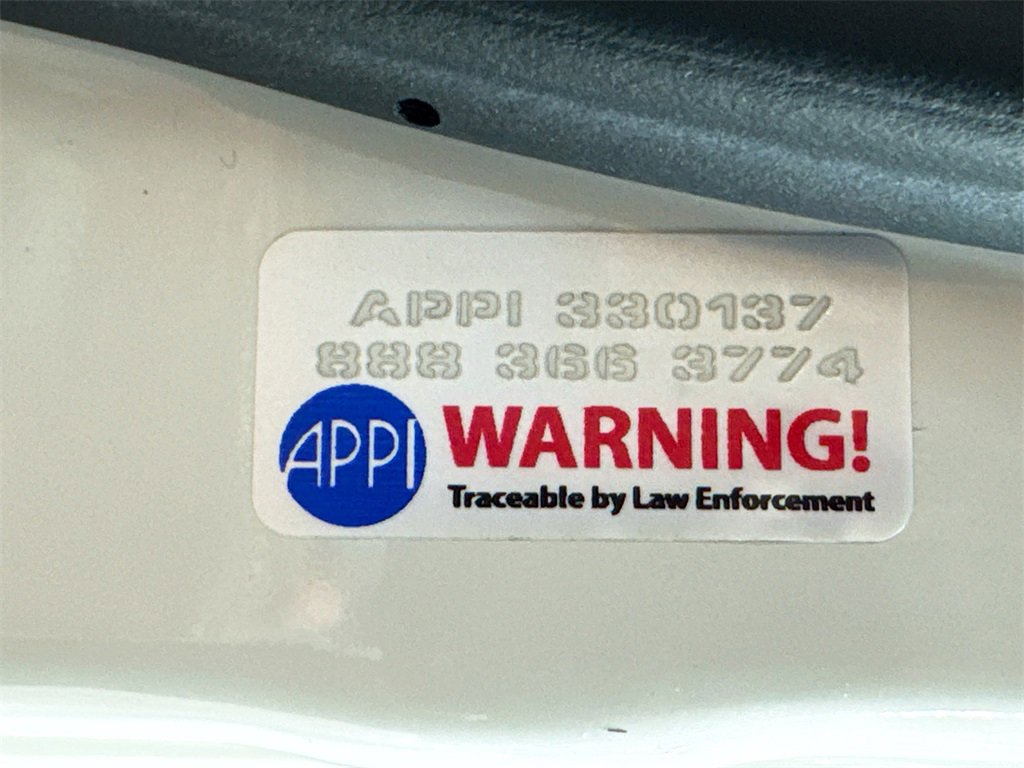 APPI 330137
888 366 3774
APPI WARNING!
Traceable by Law Enforcement